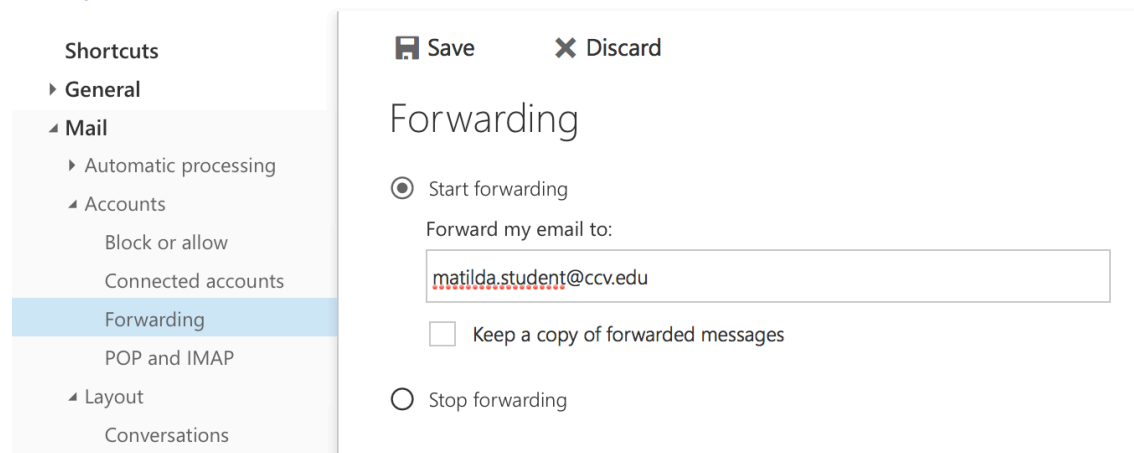 Shortcuts
General
Mail
Automatic processing
Accounts
Block or allow
Connected accounts
Forwarding
POP and IMAP
Layout
Conversations
Save
Discard
Forwarding
Start forwarding
Forward my email to:
matilda.student@ccv.edu
Keep a copy of forwarded messages
Stop forwarding